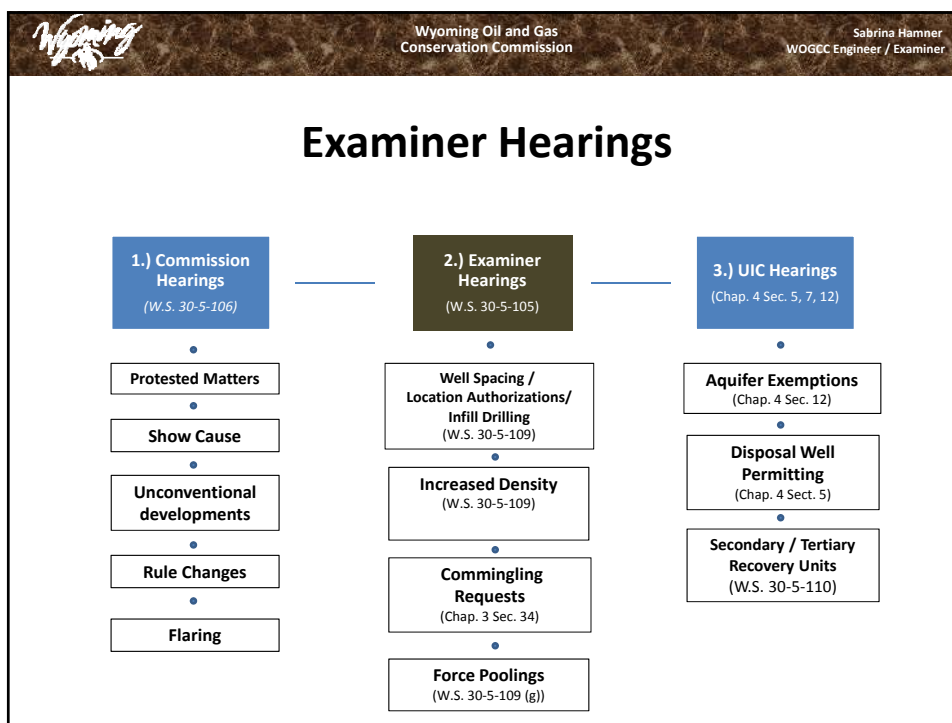 Wyoming
Wyoming Oil and Gas
Conservation Commission
Sabrina Hamner
WOGCC Engineer / Examiner
Examiner Hearings
1.) Commission
Hearings
(W.S. 30-5-106)
Protested Matters
Show Cause
Unconventional
developments
Rule Changes
Flaring
2.) Examiner
Hearings
(W.S. 30-5-105)
Well Spacing /
Location Authorizations/
Infill Drilling
(W.S. 30-5-109)
Increased Density
(W.S. 30-5-109)
Commingling
Requests
(Chap. 3 Sec. 34)
Force Poolings
(W.S. 30-5-109 (g))
3.) UIC Hearings
(Chap. 4 Sec. 5, 7, 12)
Aquifer Exemptions
(Chap. 4 Sec. 12)
Disposal Well
Permitting
(Chap. 4 Sect. 5)
Secondary / Tertiary
Recovery Units
(W.S. 30-5-110)